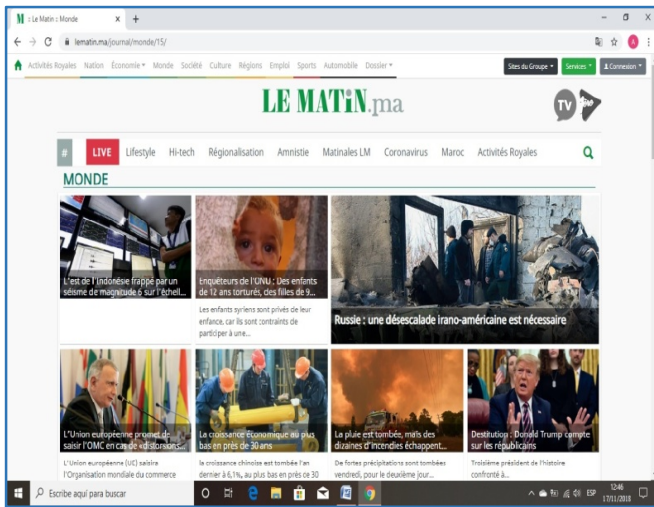 M :: Le Matin :: Monde
lematin.ma/journal/monde/15/
Activités Royales Nation Économie Monde Société Culture Régions Emploi Sports Automobile Dossier
Sites du Groupe Services Connexion
LE MATiN.ma
TV
# LIVE Lifestyle Hi-tech Régionalisation Amnistie Matinales LM Coronavirus Maroc Activités Royales
MONDE
L'est de l'Indonésie frappé par un
séisme de magnitude 6 sur l'échell...
Enquêteurs de l'ONU : Des enfants
de 12 ans torturés, des filles de 9...
Les enfants syriens sont privés de leur
enfance, car ils sont contraints de
participer à une...
Russie : une désescalade irano-américaine est nécessaire
L'Union européenne promet de
saisir l'OMC en cas de «distorsions...
L'Union européenne (UC) saisira
l'Organisation mondiale du commerce
La croissance économique au plus
bas en près de 30 ans
la croissance chinoise est tombée l'an
dernier à 6,1%, au plus bas en près de 30
La pluie est tombée, mais des
dizaines d'incendies échappent...
De fortes précipitations sont tombées
vendredi, pour le deuxième jour...
Destitution : Donald Trump compte
sur les républicains
Troisième président de l'histoire
confronté à...
Escribe aquí para buscar
ESP
12:46
17/11/2018